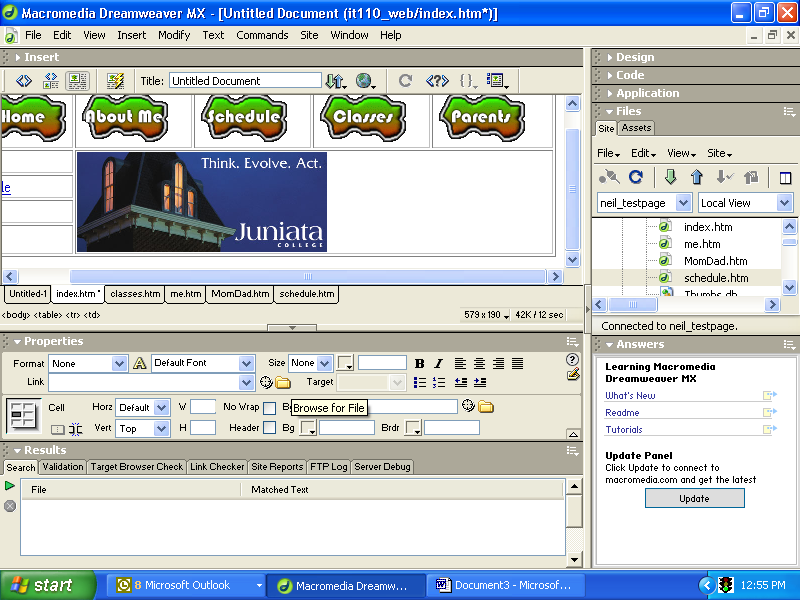 Macromedia Dreamweaver MX - [Untitled Document (it110_web/index.htm*)]
File Edit View Insert Modify Text Commands Site Window Help
Insert
Title: Untitled Document
Home About Me Schedule Classes Parents
le
Think. Evolve. Act.
Juniata
COLLEGE
Untitled-1 index.htm* classes.htm me.htm MomDad.htm schedule.htm
<body> <table> <tr> <td> 579 x 190 42K / 12 sec
Properties
Format None Default Font Size None B I
Link Target
Cell Horz Default W No Wrap Browse for File
Vert Top H Header Bg Brdr
Results
Search Validation Target Browser Check Link Checker Site Reports FTP Log Server Debug
File Matched Text
Design
Code
Application
Files
Site Assets
File Edit View Site
neil_testpage Local View
index.htm
me.htm
MomDad.htm
schedule.htm
Thumbs.db
Connected to neil_testpage.
Answers
Learning Macromedia
Dreamweaver MX
What's New
Readme
Tutorials
Update Panel
Click Update to connect to
macromedia.com and get the latest
Update
start 8 Microsoft Outlook Macromedia Dreamw... Document3 - Microsof... 12:55 PM